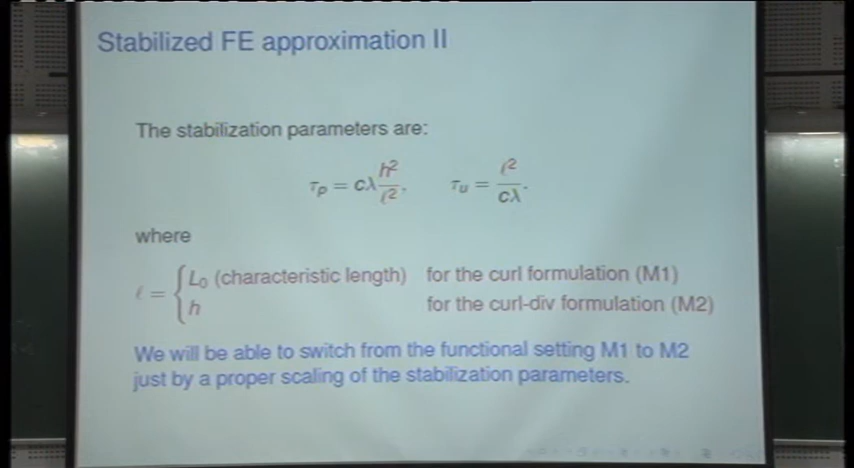 Stabilized FE approximation II
The stabilization parameters are:
τp = cλ h²/ℓ², τu = ℓ²/cλ.
where
ℓ = { L₀ (characteristic length) for the curl formulation (M1)
h for the curl-div formulation (M2)
We will be able to switch from the functional setting M1 to M2
just by a proper scaling of the stabilization parameters.